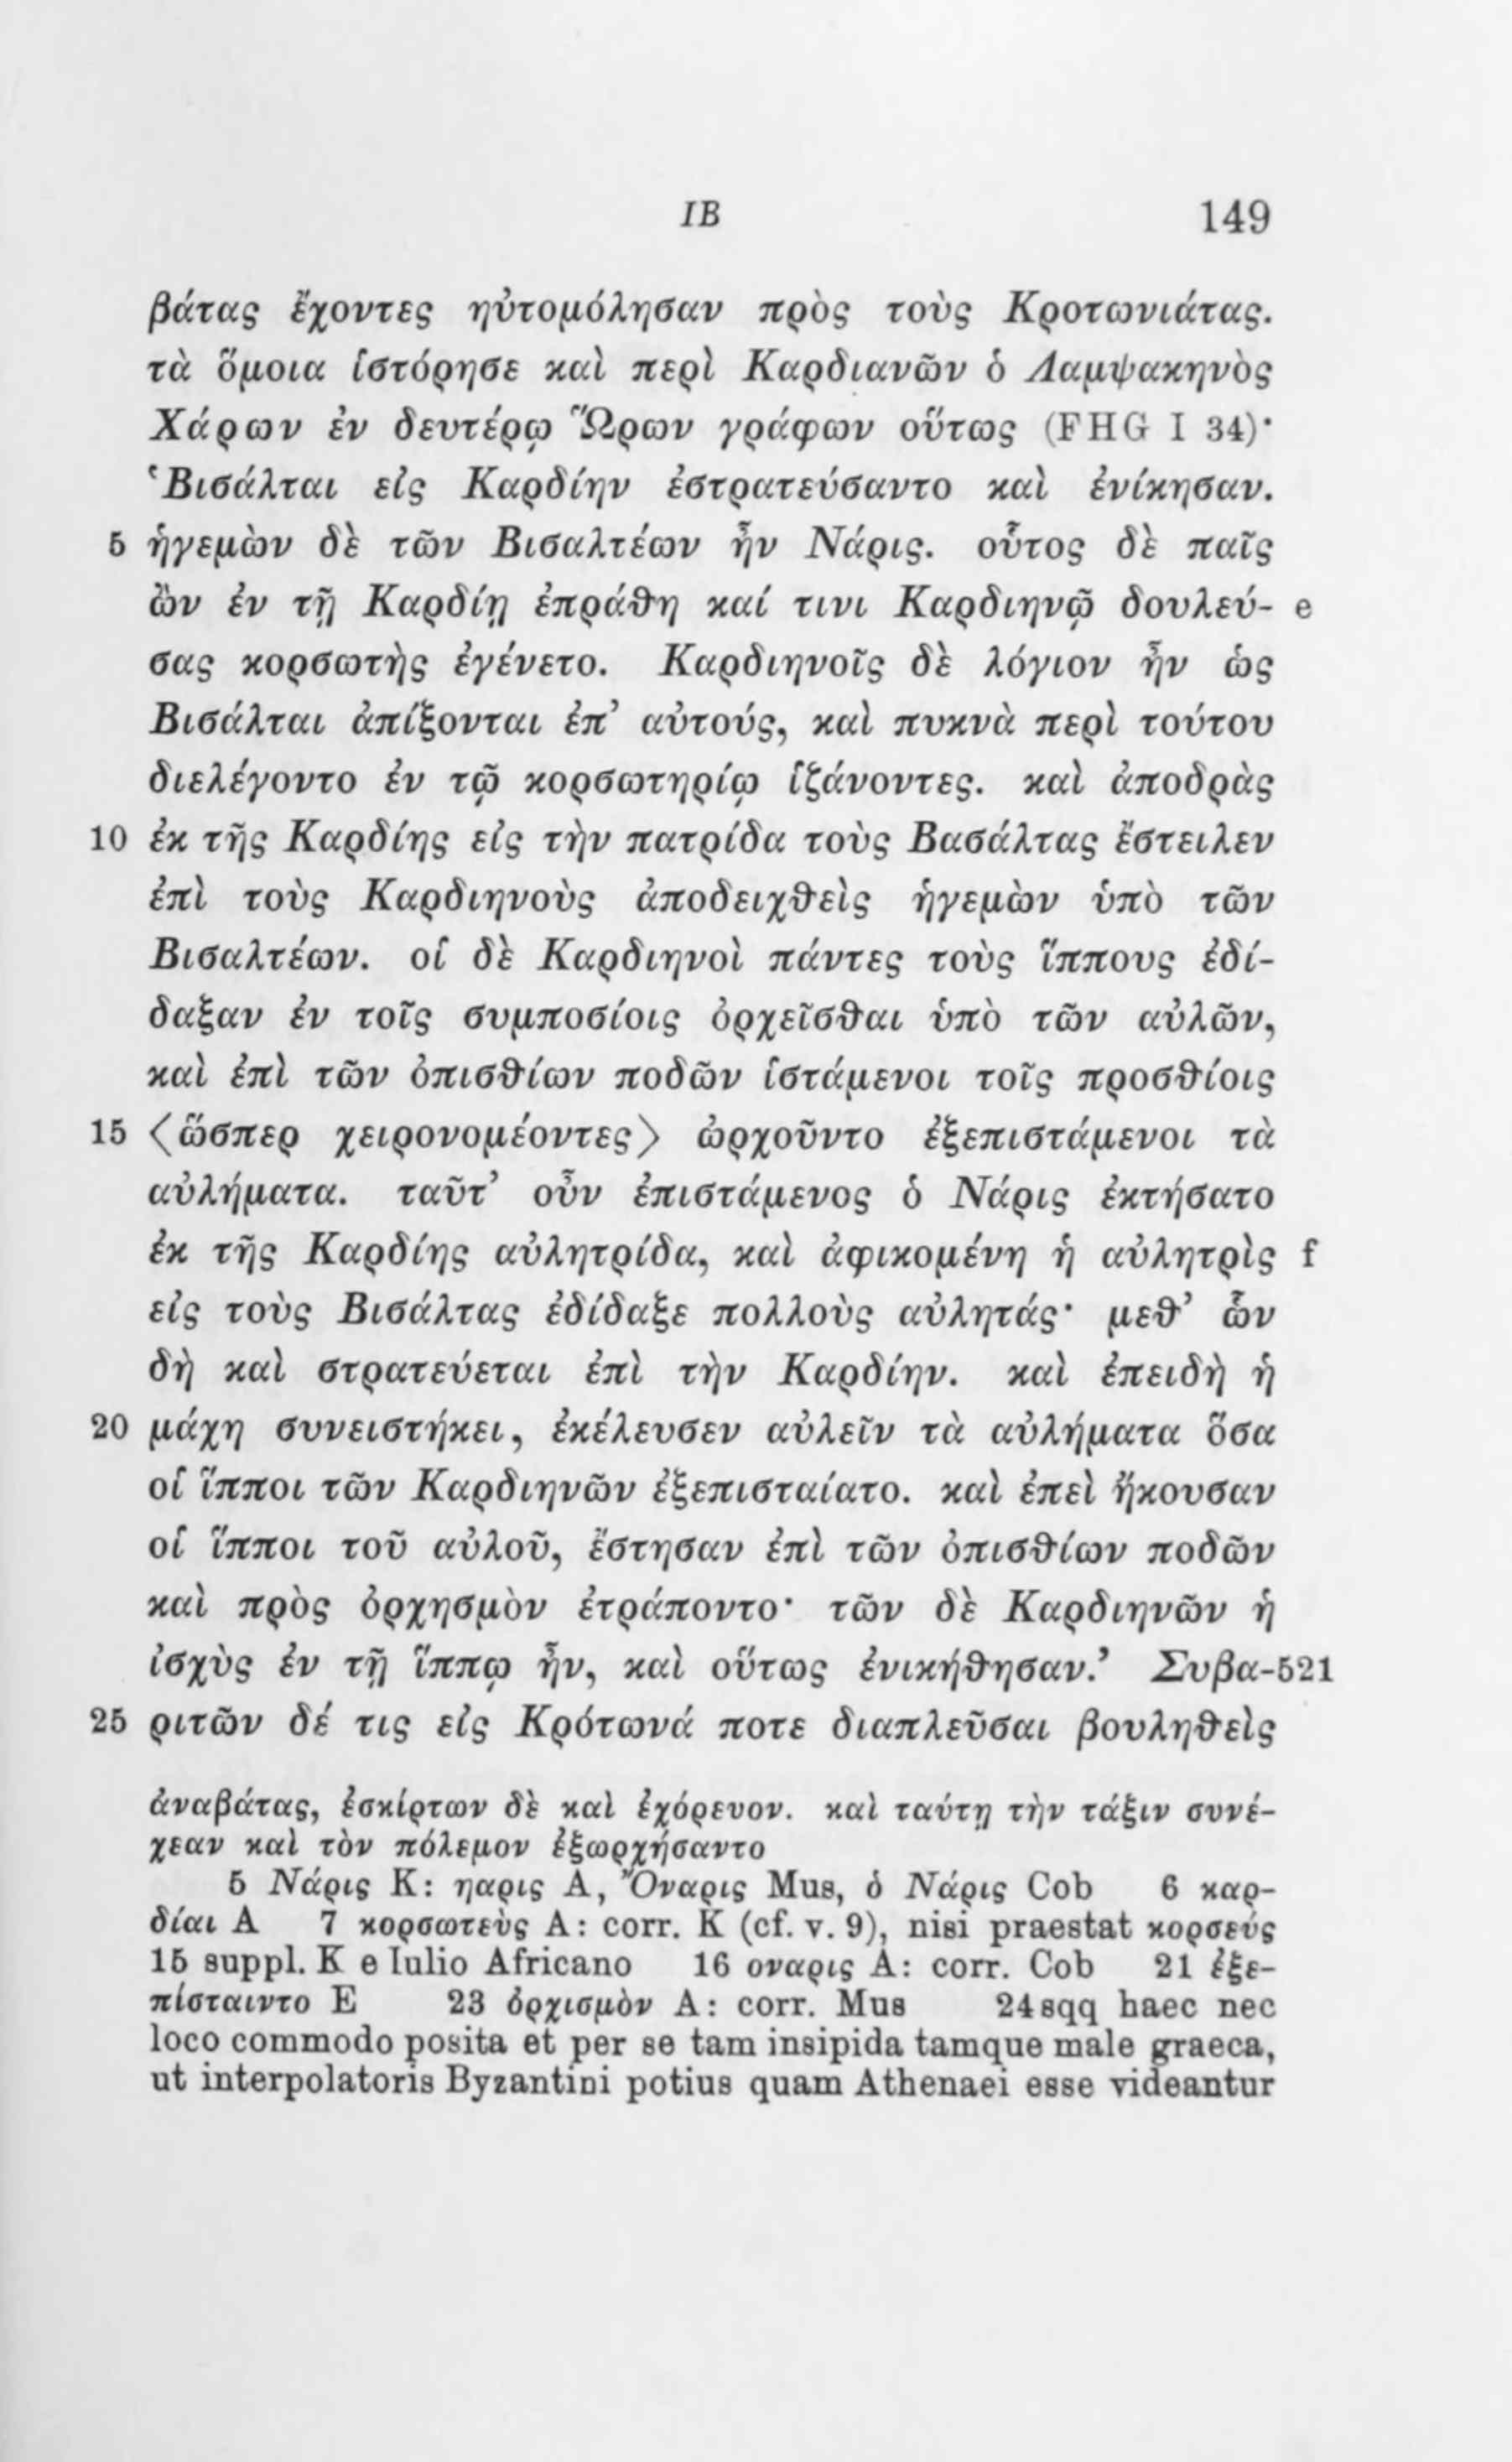 ΙΒ 149
βάτας ἔχοντες ηὐτομόλησαν πρὸς τοὺς Κροτωνιάτας.
τὰ ὅμοια ἱστόρησε καὶ περὶ Καρδιανῶν ὁ Λαμψακηνὸς
Χάρων ἐν δευτέρῳ Ὥρων γράφων οὕτως (FHG I 34)·
‘Βισάλται εἰς Καρδίην ἐστρατεύσαντο καὶ ἐνίκησαν.
5 ἡγεμὼν δὲ τῶν Βισαλτέων ἦν Νάρις. οὗτος δὲ παῖς
ὢν ἐν τῇ Καρδίῃ ἐπράθη καί τινι Καρδιηνῷ δουλεύ- e
σας κορσωτὴς ἐγένετο. Καρδιηνοῖς δὲ λόγιον ἦν ὡς
Βισάλται ἀπίξονται ἐπ’ αὐτούς, καὶ πυκνὰ περὶ τούτου
διελέγοντο ἐν τῷ κορσωτηρίῳ ἱζάνοντες. καὶ ἀποδρὰς
10 ἐκ τῆς Καρδίης εἰς τὴν πατρίδα τοὺς Βασάλτας ἔστειλεν
ἐπὶ τοὺς Καρδιηνοὺς ἀποδειχθεὶς ἡγεμὼν ὑπὸ τῶν
Βισαλτέων. οἱ δὲ Καρδιηνοὶ πάντες τοὺς ἵππους ἐδί-
δαξαν ἐν τοῖς συμποσίοις ὀρχεῖσθαι ὑπὸ τῶν αὐλῶν,
καὶ ἐπὶ τῶν ὀπισθίων ποδῶν ἱστάμενοι τοῖς προσθίοις
15 〈ὥσπερ χειρονομέοντες〉 ὠρχοῦντο ἐξεπιστάμενοι τὰ
αὐλήματα. ταῦτ’ οὖν ἐπιστάμενος ὁ Νάρις ἐκτήσατο
ἐκ τῆς Καρδίης αὐλητρίδα, καὶ ἀφικομένη ἡ αὐλητρὶς f
εἰς τοὺς Βισάλτας ἐδίδαξε πολλοὺς αὐλητάς· μεθ’ ὧν
δὴ καὶ στρατεύεται ἐπὶ τὴν Καρδίην. καὶ ἐπειδὴ ἡ
20 μάχη συνειστήκει, ἐκέλευσεν αὐλεῖν τὰ αὐλήματα ὅσα
οἱ ἵπποι τῶν Καρδιηνῶν ἐξεπισταίατο. καὶ ἐπεὶ ἤκουσαν
οἱ ἵπποι τοῦ αὐλοῦ, ἔστησαν ἐπὶ τῶν ὀπισθίων ποδῶν
καὶ πρὸς ὀρχησμὸν ἐτράποντο· τῶν δὲ Καρδιηνῶν ἡ
ἰσχὺς ἐν τῇ ἵππῳ ἦν, καὶ οὕτως ἐνικήθησαν.’ Συβα-521
25 ριτῶν δέ τις εἰς Κρότωνά ποτε διαπλεῦσαι βουληθεὶς
ἀναβάτας, ἐσκίρτων δὲ καὶ ἐχόρευον. καὶ ταύτῃ τὴν τάξιν συνέ-
χεαν καὶ τὸν πόλεμον ἐξωρχήσαντο
5 Νάρις K: ηαρις A, Ὄναρις Mus, ὁ Νάρις Cob 6 καρ-
δίαι A 7 κορσωτεὺς A: corr. K (cf. v. 9), nisi praestat κορσεύς
15 suppl. K e Iulio Africano 16 οναρις A: corr. Cob 21 ἐξε-
πίσταιντο E 23 ὀρχισμὸν A: corr. Mus 24 sqq haec nec
loco commodo posita et per se tam insipida tamque male graeca,
ut interpolatoris Byzantini potius quam Athenaei esse videantur